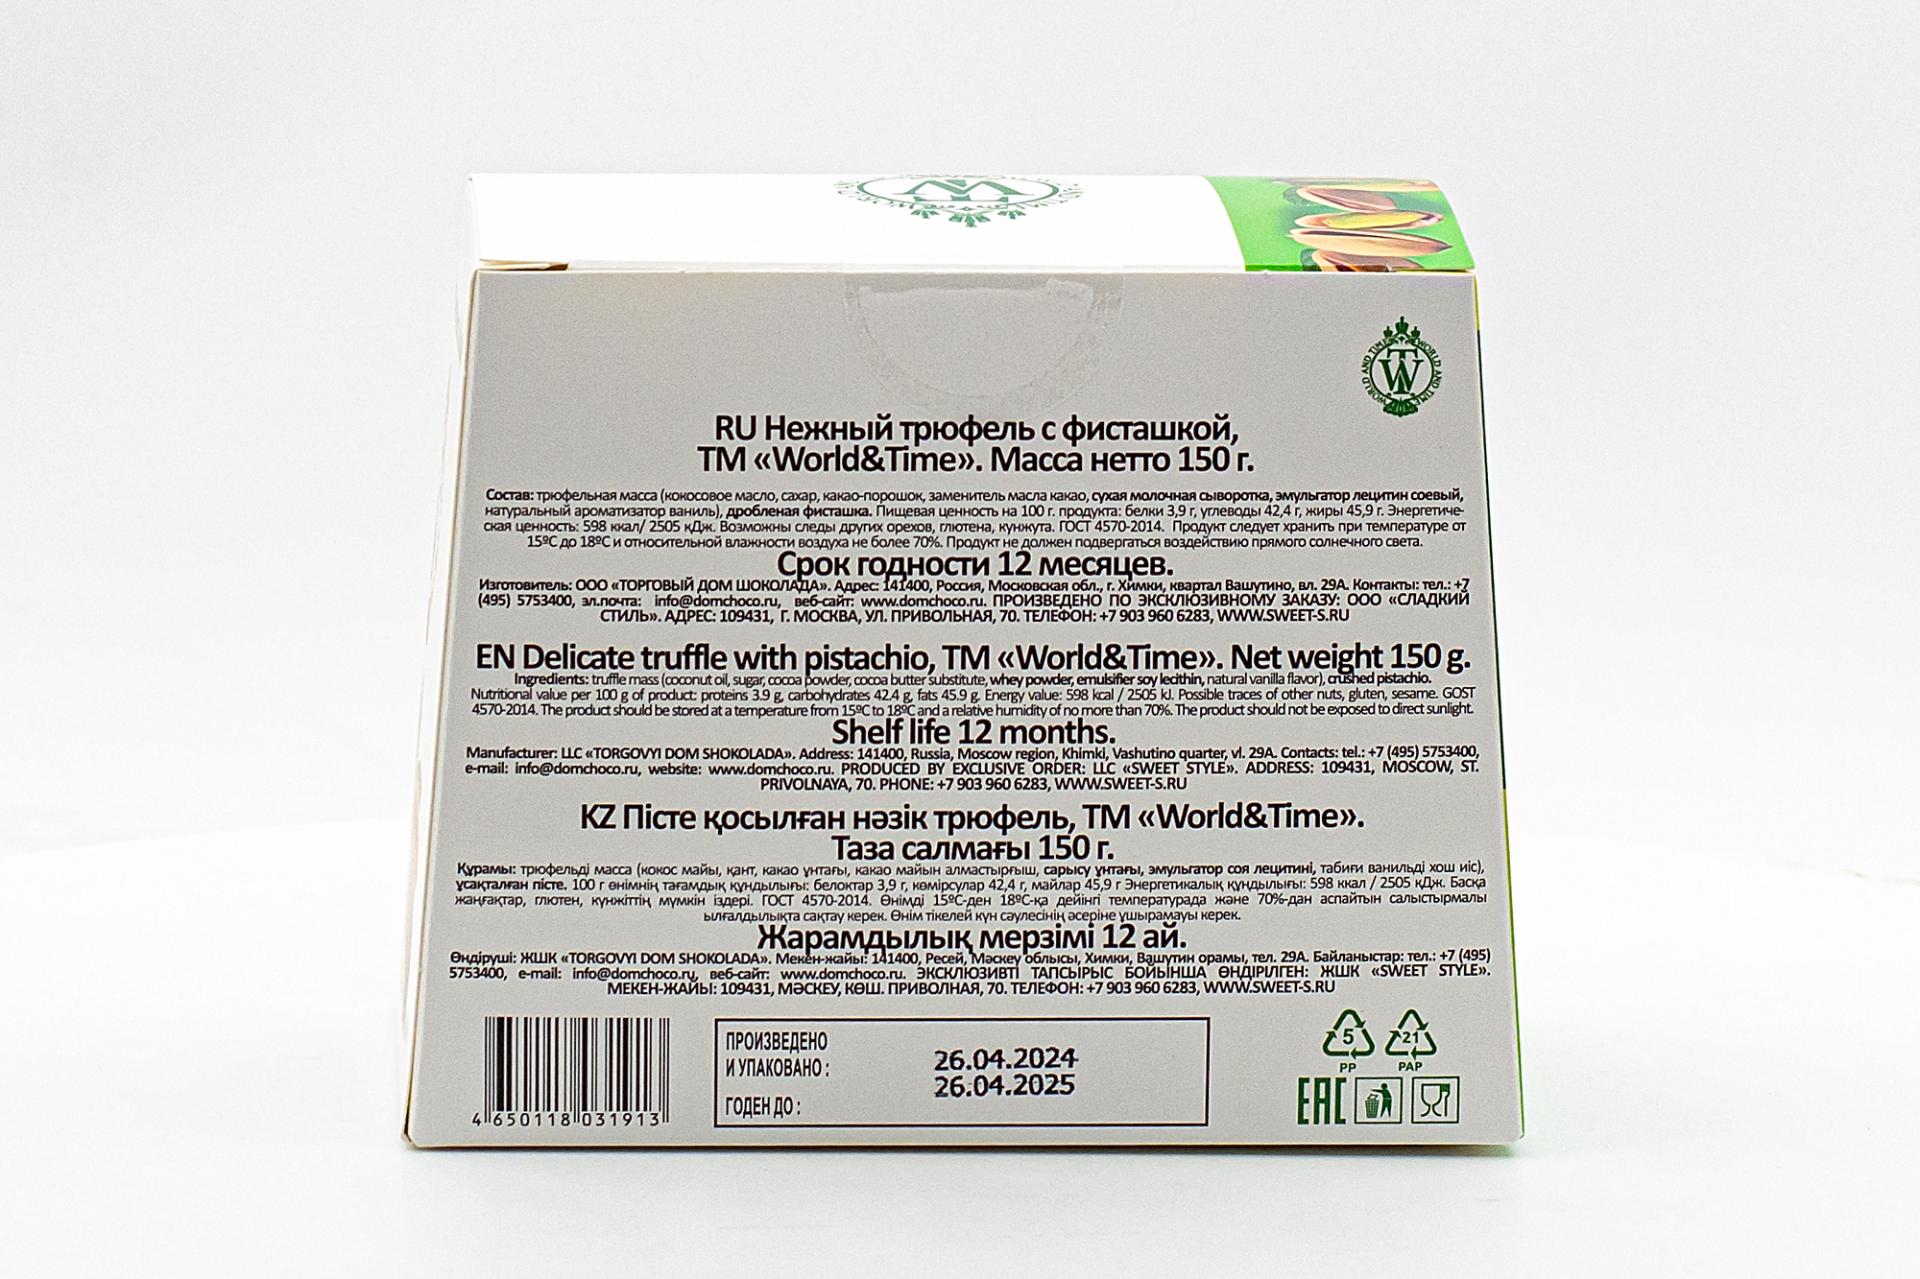 WORLD AND TIME WORLD AND TIME
TW
RU Нежный трюфель с фисташкой,
ТМ «World&Time». Масса нетто 150 г.
Состав: трюфельная масса (кокосовое масло, сахар, какао-порошок, заменитель масла какао, сухая молочная сыворотка, эмульгатор лецитин соевый,
натуральный ароматизатор ваниль), дробленая фисташка. Пищевая ценность на 100 г. продукта: белки 3,9 г, углеводы 42,4 г, жиры 45,9 г. Энергетиче-
ская ценность: 598 ккал/ 2505 кДж. Возможны следы других орехов, глютена, кунжута. ГОСТ 4570-2014. Продукт следует хранить при температуре от
15ºС до 18ºС и относительной влажности воздуха не более 70%. Продукт не должен подвергаться воздействию прямого солнечного света.
Срок годности 12 месяцев.
Изготовитель: ООО «ТОРГОВЫЙ ДОМ ШОКОЛАДА». Адрес: 141400, Россия, Московская обл., г. Химки, квартал Вашутино, вл. 29А. Контакты: тел.: +7
(495) 5753400, эл.почта: info@domchoco.ru, веб-сайт: www.domchoco.ru. ПРОИЗВЕДЕНО ПО ЭКСКЛЮЗИВНОМУ ЗАКАЗУ: ООО «СЛАДКИЙ
СТИЛЬ». АДРЕС: 109431, Г. МОСКВА, УЛ. ПРИВОЛЬНАЯ, 70. ТЕЛЕФОН: +7 903 960 6283, WWW.SWEET-S.RU
EN Delicate truffle with pistachio, TM «World&Time». Net weight 150 g.
Ingredients: truffle mass (coconut oil, sugar, cocoa powder, cocoa butter substitute, whey powder, emulsifier soy lecithin, natural vanilla flavor), crushed pistachio.
Nutritional value per 100 g of product: proteins 3.9 g, carbohydrates 42.4 g, fats 45.9 g. Energy value: 598 kcal / 2505 kJ. Possible traces of other nuts, gluten, sesame. GOST
4570-2014. The product should be stored at a temperature from 15ºC to 18ºC and a relative humidity of no more than 70%. The product should not be exposed to direct sunlight.
Shelf life 12 months.
Manufacturer: LLC «TORGOVYI DOM SHOKOLADA». Address: 141400, Russia, Moscow region, Khimki, Vashutino quarter, vl. 29A. Contacts: tel.: +7 (495) 5753400,
e-mail: info@domchoco.ru, website: www.domchoco.ru. PRODUCED BY EXCLUSIVE ORDER: LLC «SWEET STYLE». ADDRESS: 109431, MOSCOW, ST.
PRIVOLNAYA, 70. PHONE: +7 903 960 6283, WWW.SWEET-S.RU
KZ Пісте қосылған нәзік трюфель, ТМ «World&Time».
Таза салмағы 150 г.
Құрамы: трюфельді масса (кокос майы, қант, какао ұнтағы, какао майын алмастырғыш, сарысу ұнтағы, эмульгатор соя лецитині, табиғи ванильді хош иіс),
ұсақталған пісте. 100 г өнімнің тағамдық құндылығы: белоктар 3,9 г, көмірсулар 42,4 г, майлар 45,9 г Энергетикалық құндылығы: 598 ккал / 2505 кДж. Басқа
жаңғақтар, глютен, күнжіттің мүмкін іздері. ГОСТ 4570-2014. Өнімді 15ºС-ден 18ºС-қа дейінгі температурада және 70%-дан аспайтын салыстырмалы
ылғалдылықта сақтау керек. Өнім тікелей күн сәулесінің әсеріне ұшырамауы керек.
Жарамдылық мерзімі 12 ай.
Өндіруші: ЖШК «TORGOVYI DOM SHOKOLADA». Мекен-жайы: 141400, Ресей, Мәскеу облысы, Химки, Вашутин орамы, тел. 29А. Байланыстар: тел.: +7 (495)
5753400, e-mail: info@domchoco.ru, веб-сайт: www.domchoco.ru. ЭКСКЛЮЗИВТІ ТАПСЫРЫС БОЙЫНША ӨНДІРІЛГЕН: ЖШК «SWEET STYLE».
МЕКЕН-ЖАЙЫ: 109431, МӘСКЕУ, КӨШ. ПРИВОЛНАЯ, 70. ТЕЛЕФОН: +7 903 960 6283, WWW.SWEET-S.RU
4 650118 031913
ПРОИЗВЕДЕНО
И УПАКОВАНО :
26.04.2024
26.04.2025
ГОДЕН ДО :
5
PP
21
PAP
EAC